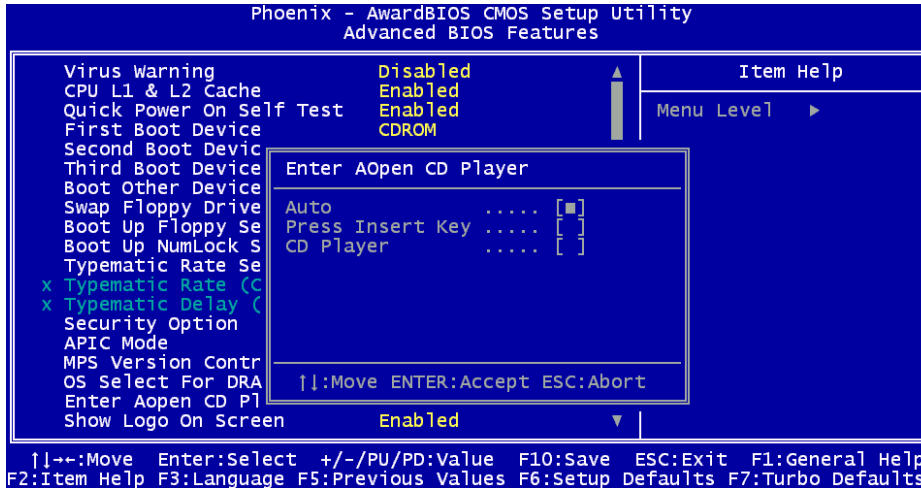 Phoenix – AwardBIOS CMOS Setup Utility
Advanced BIOS Features
Virus Warning Disabled
CPU L1 & L2 Cache Enabled
Quick Power On Self Test Enabled
First Boot Device CDROM
Second Boot Devic
Third Boot Device
Boot Other Device
Swap Floppy Drive
Boot Up Floppy Se
Boot Up NumLock S
Typematic Rate Se
x Typematic Rate (C
x Typematic Delay (
Security Option
APIC Mode
MPS Version Contr
OS Select For DRA
Enter Aopen CD Pl
Show Logo On Screen Enabled
Item Help
Menu Level ▶
Enter AOpen CD Player
Auto ..... [■]
Press Insert Key ..... [ ]
CD Player ..... [ ]
↑↓:Move ENTER:Accept ESC:Abort
↑↓→←:Move Enter:Select +/-/PU/PD:Value F10:Save ESC:Exit F1:General Help
F2:Item Help F3:Language F5:Previous Values F6:Setup Defaults F7:Turbo Defaults